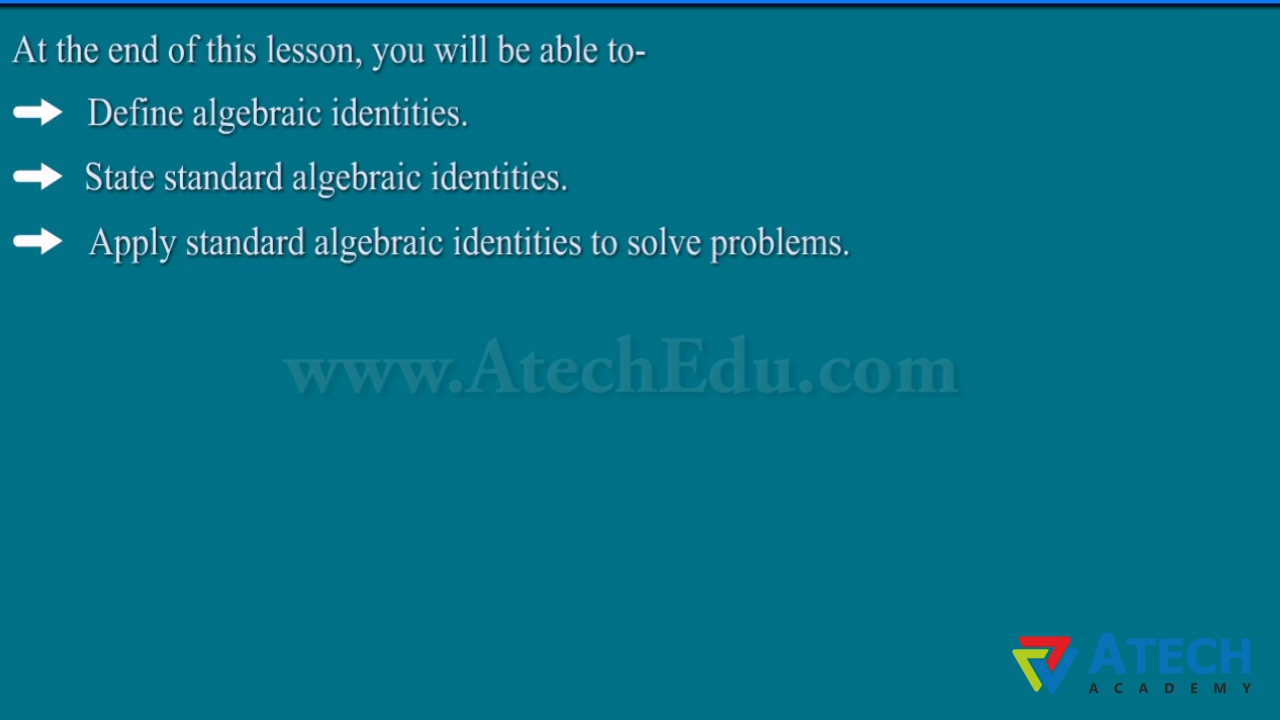 At the end of this lesson, you will be able to-
Define algebraic identities.
State standard algebraic identities.
Apply standard algebraic identities to solve problems.
www.AtechEdu.com
ATECH
ACADEMY